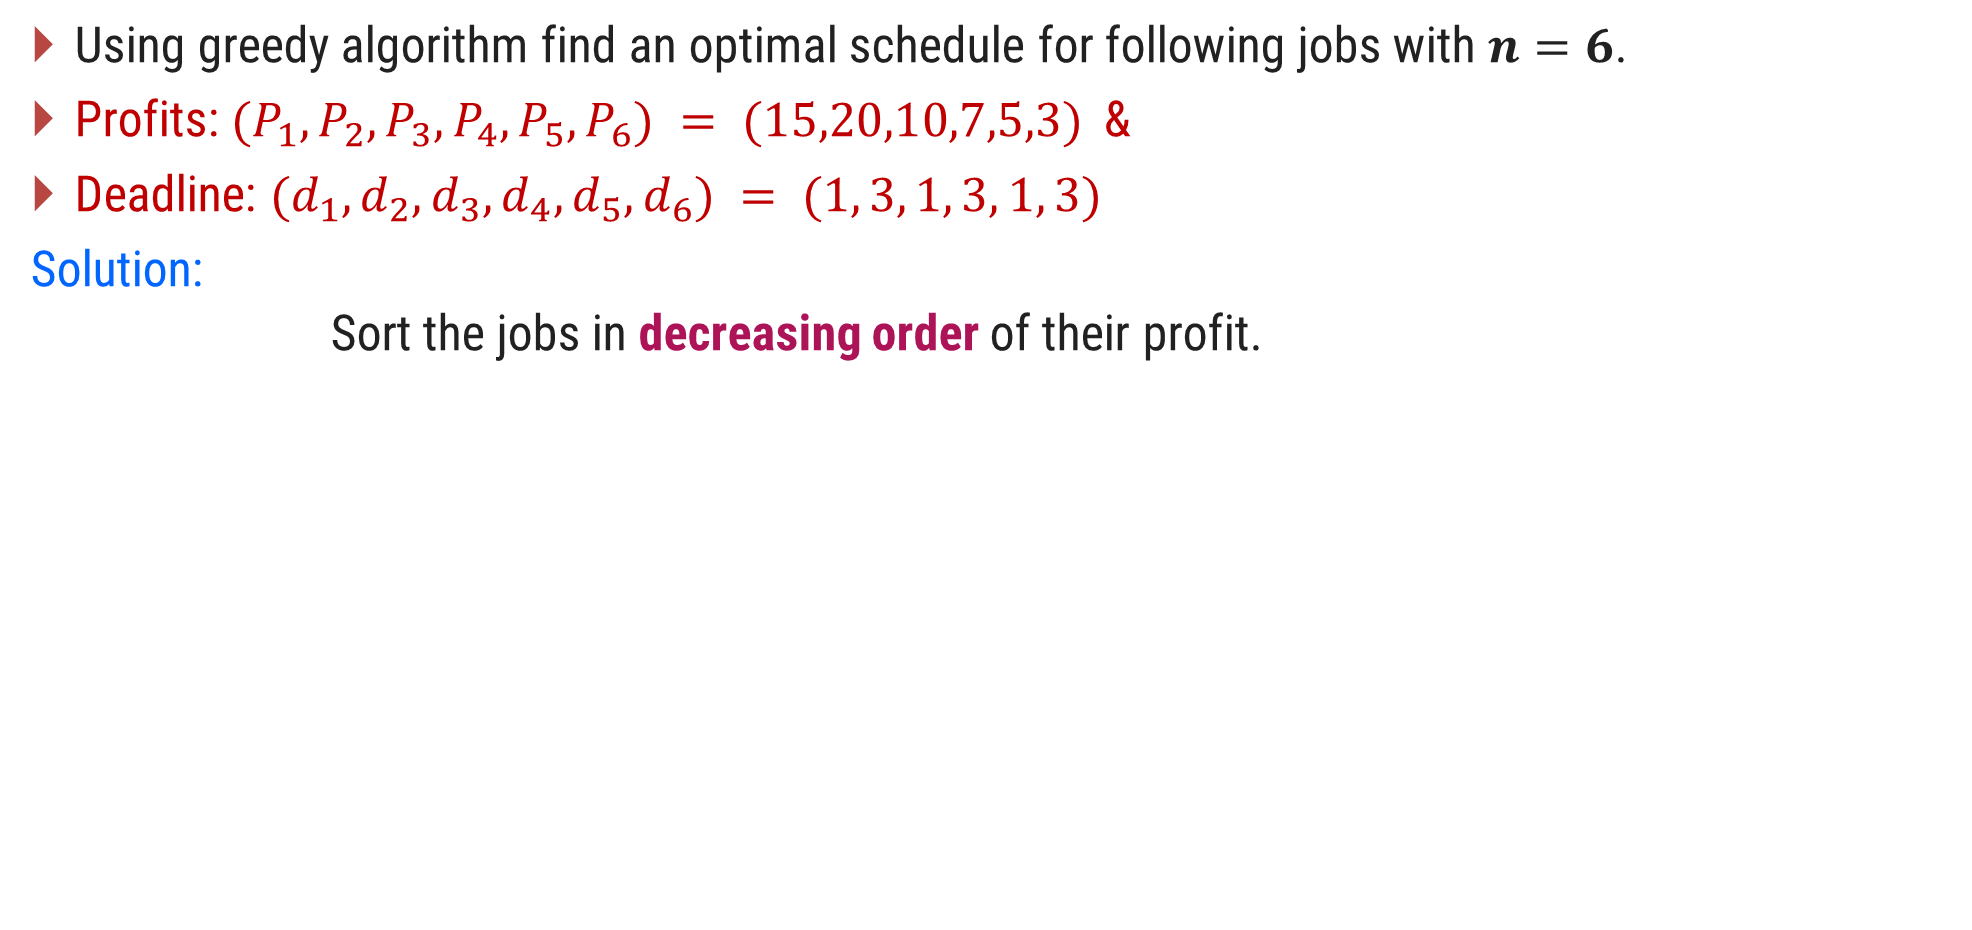 Using greedy algorithm find an optimal schedule for following jobs with n = 6.
Profits: (P₁, P₂, P₃, P₄, P₅, P₆) = (15,20,10,7,5,3) &
Deadline: (d₁, d₂, d₃, d₄, d₅, d₆) = (1, 3, 1, 3, 1, 3)
Solution:
Sort the jobs in decreasing order of their profit.